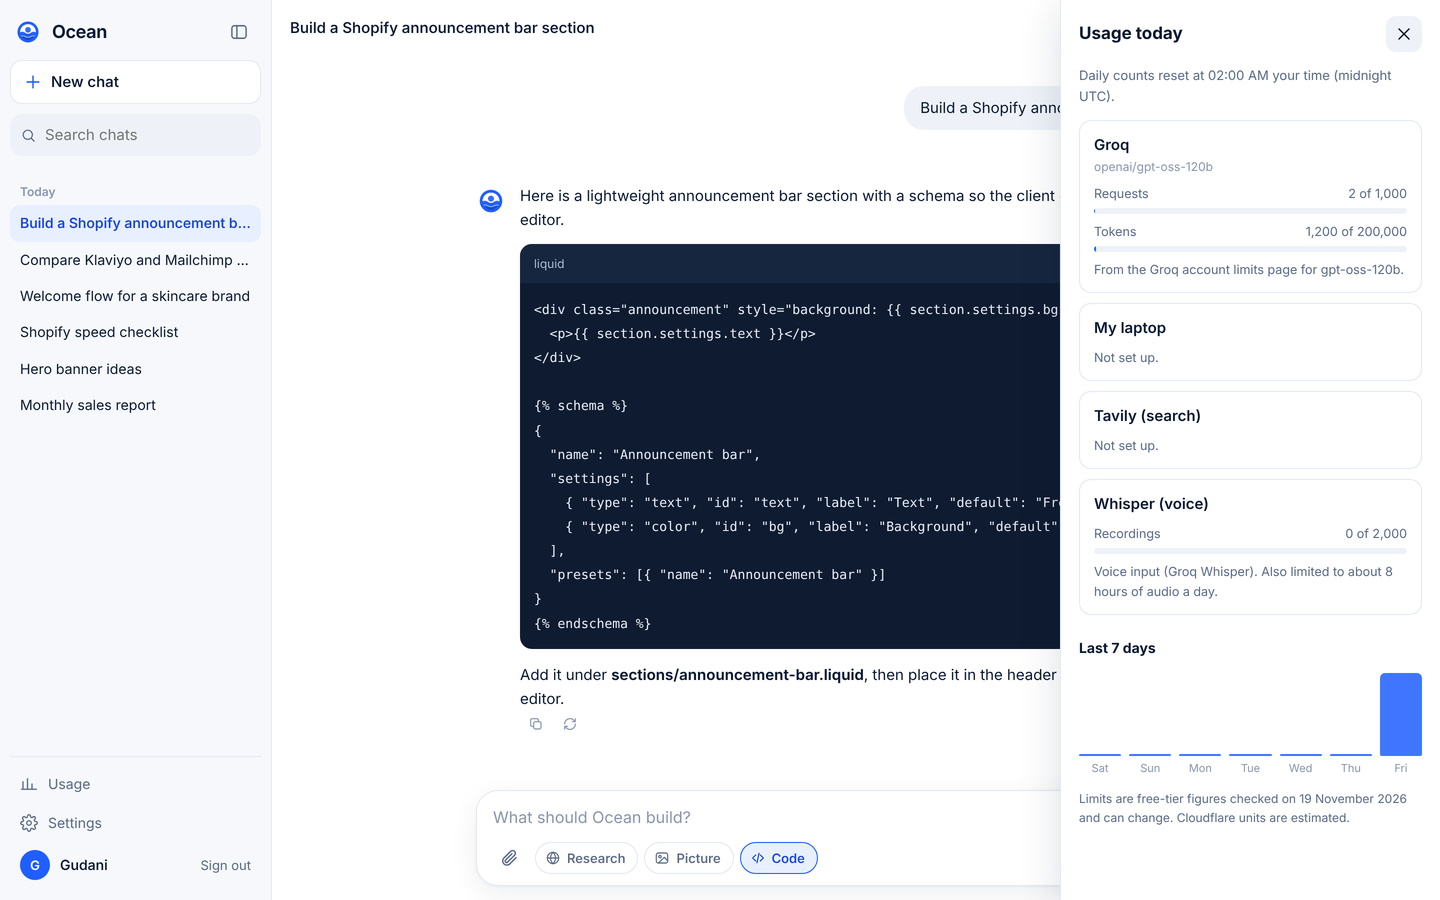 Ocean
New chat
Search chats
Today
Build a Shopify announcement b...
Compare Klaviyo and Mailchimp ...
Welcome flow for a skincare brand
Shopify speed checklist
Hero banner ideas
Monthly sales report
Usage
Settings
G
Gudani
Sign out
Build a Shopify announcement bar section
Build a Shopify anno
Here is a lightweight announcement bar section with a schema so the client
editor.
liquid
<div class="announcement" style="background: {{ section.settings.bg
  <p>{{ section.settings.text }}</p>
</div>
{% schema %}
{
  "name": "Announcement bar",
  "settings": [
    { "type": "text", "id": "text", "label": "Text", "default": "Fre
    { "type": "color", "id": "bg", "label": "Background", "default"
  ],
  "presets": [{ "name": "Announcement bar" }]
}
{% endschema %}
Add it under sections/announcement-bar.liquid, then place it in the header
editor.
What should Ocean build?
Research
Picture
Code
Usage today
Daily counts reset at 02:00 AM your time (midnight
UTC).
Groq
openai/gpt-oss-120b
Requests 2 of 1,000
Tokens 1,200 of 200,000
From the Groq account limits page for gpt-oss-120b.
My laptop
Not set up.
Tavily (search)
Not set up.
Whisper (voice)
Recordings 0 of 2,000
Voice input (Groq Whisper). Also limited to about 8
hours of audio a day.
Last 7 days
Sat Sun Mon Tue Wed Thu Fri
Limits are free-tier figures checked on 19 November 2026
and can change. Cloudflare units are estimated.